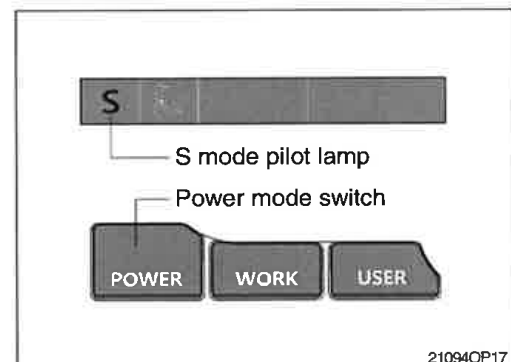 S
S mode pilot lamp
Power mode switch
POWER WORK USER
21094OP17